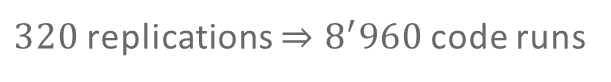 320 replications ⇒ 8′960 code runs